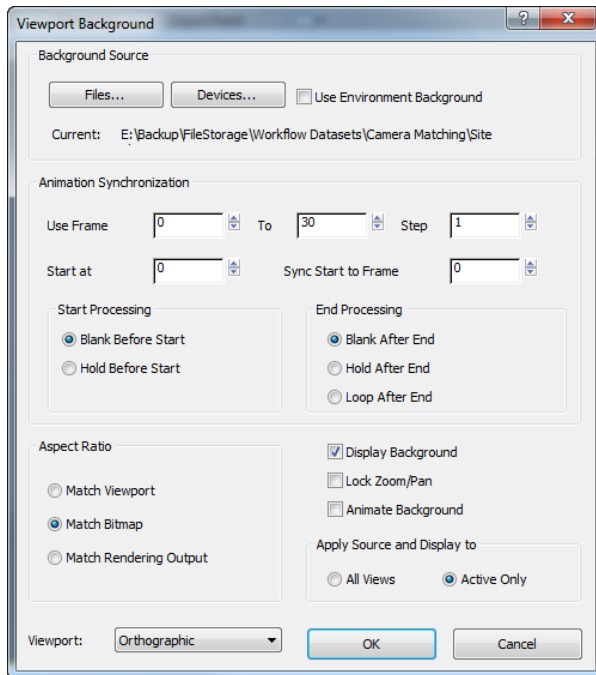 Viewport Background
Background Source
Files... Devices... Use Environment Background
Current: E:\Backup\FileStorage\Workflow Datasets\Camera Matching\Site
Animation Synchronization
Use Frame 0 To 30 Step 1
Start at 0 Sync Start to Frame 0
Start Processing
Blank Before Start
Hold Before Start
End Processing
Blank After End
Hold After End
Loop After End
Aspect Ratio
Match Viewport
Match Bitmap
Match Rendering Output
Display Background
Lock Zoom/Pan
Animate Background
Apply Source and Display to
All Views Active Only
Viewport: Orthographic OK Cancel